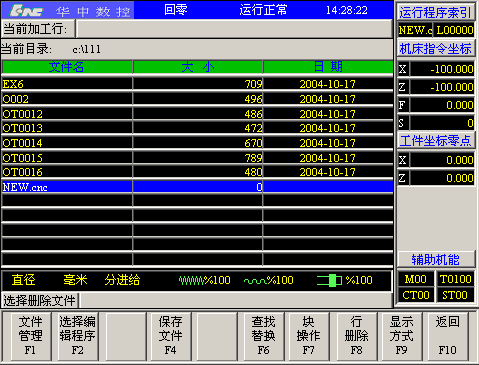 CNC 华中数控 回零 运行正常 14:28:22
运行程序索引
当前加工行:
NEW.c L00000
当前目录: c:\111
机床指令坐标
文件名 大 小 日 期
X -100.000
Z -100.000
F 0.000
S 0
EX6 709 2004-10-17
O002 496 2004-10-17
OT0012 486 2004-10-17
OT0013 472 2004-10-17
OT0014 670 2004-10-17
OT0015 789 2004-10-17
OT0016 480 2004-10-17
NEW.cnc 0
工件坐标零点
X 0.000
Z 0.000
辅助机能
M00 T0100
CT00 ST00
直径 毫米 分进给 %100 %100 %100
选择删除文件
文件管理 F1
选择编辑程序 F2
保存文件 F4
查找替换 F6
块操作 F7
行删除 F8
显示方式 F9
返回 F10